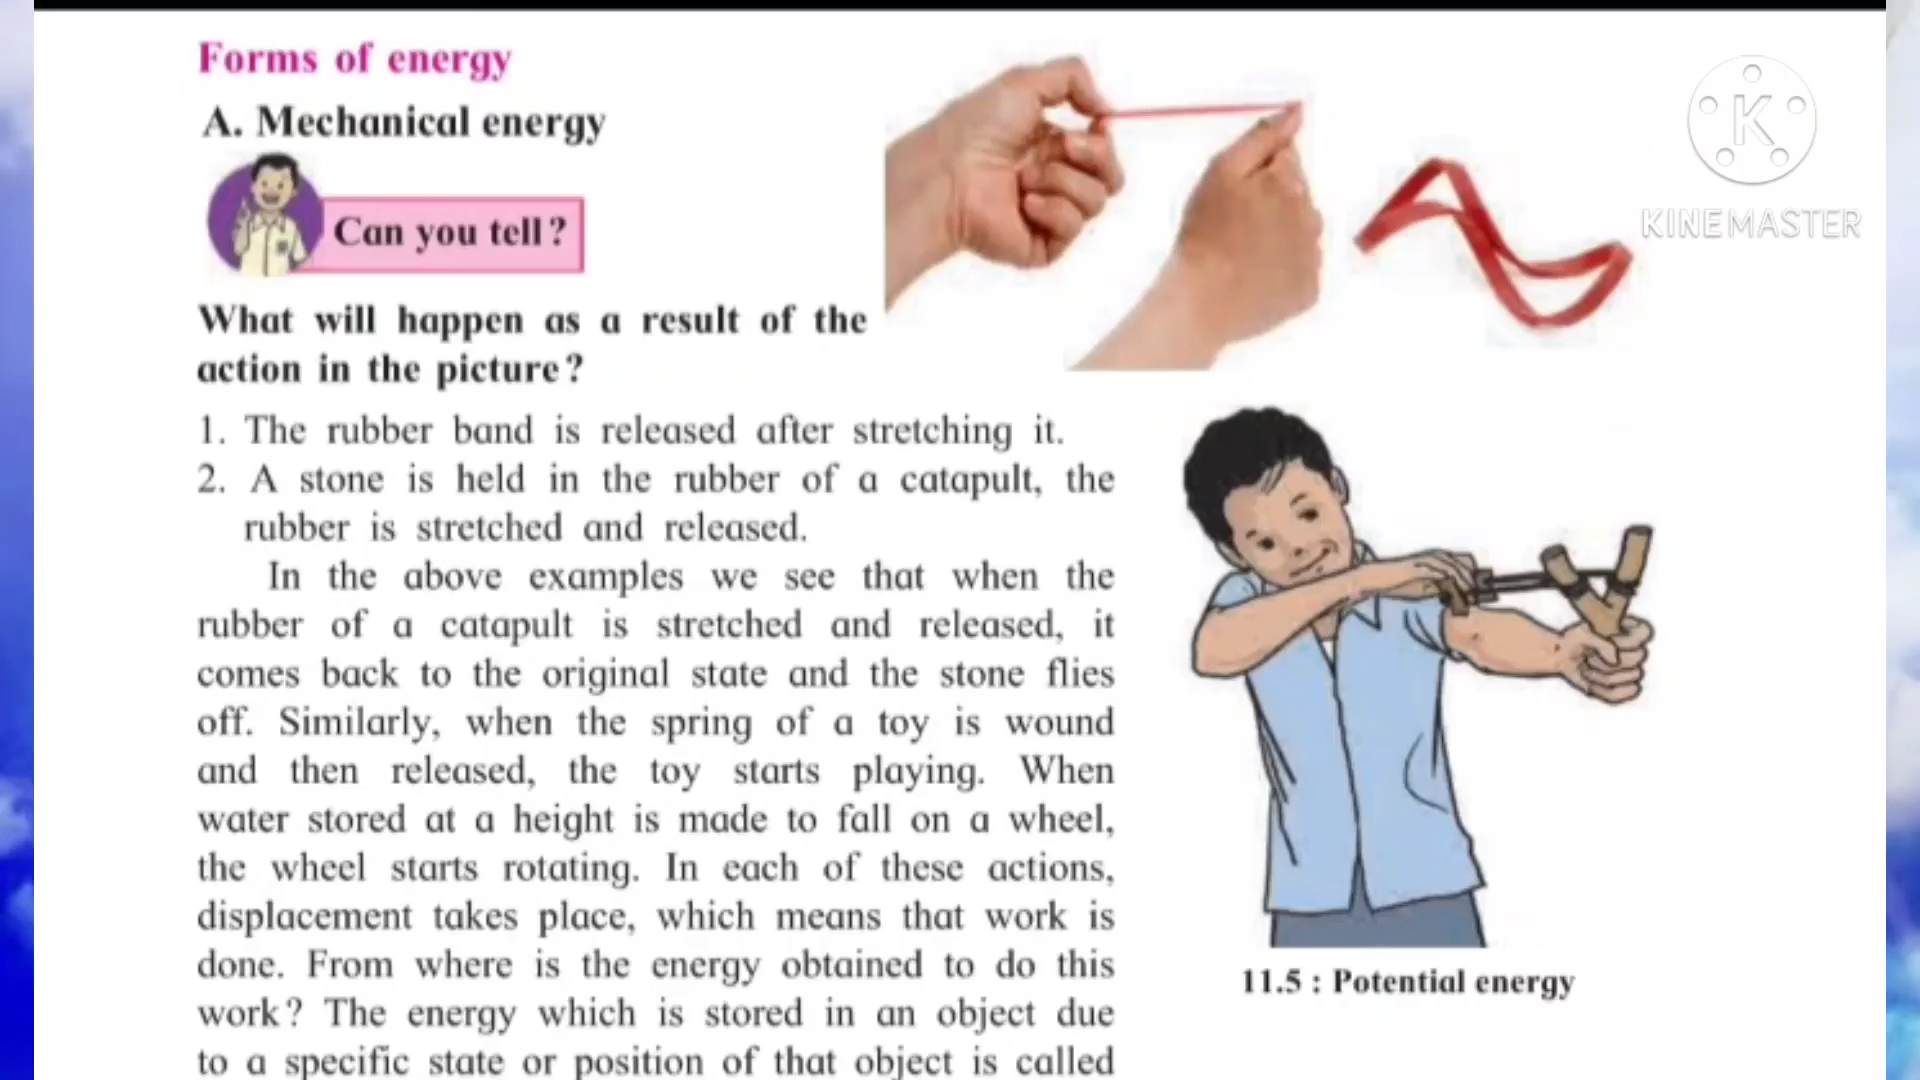 Forms of energy
A. Mechanical energy
Can you tell?
What will happen as a result of the
action in the picture?
1. The rubber band is released after stretching it.
2. A stone is held in the rubber of a catapult, the
rubber is stretched and released.
In the above examples we see that when the
rubber of a catapult is stretched and released, it
comes back to the original state and the stone flies
off. Similarly, when the spring of a toy is wound
and then released, the toy starts playing. When
water stored at a height is made to fall on a wheel,
the wheel starts rotating. In each of these actions,
displacement takes place, which means that work is
done. From where is the energy obtained to do this
work? The energy which is stored in an object due
to a specific state or position of that object is called
11.5 : Potential energy
K
KINEMASTER